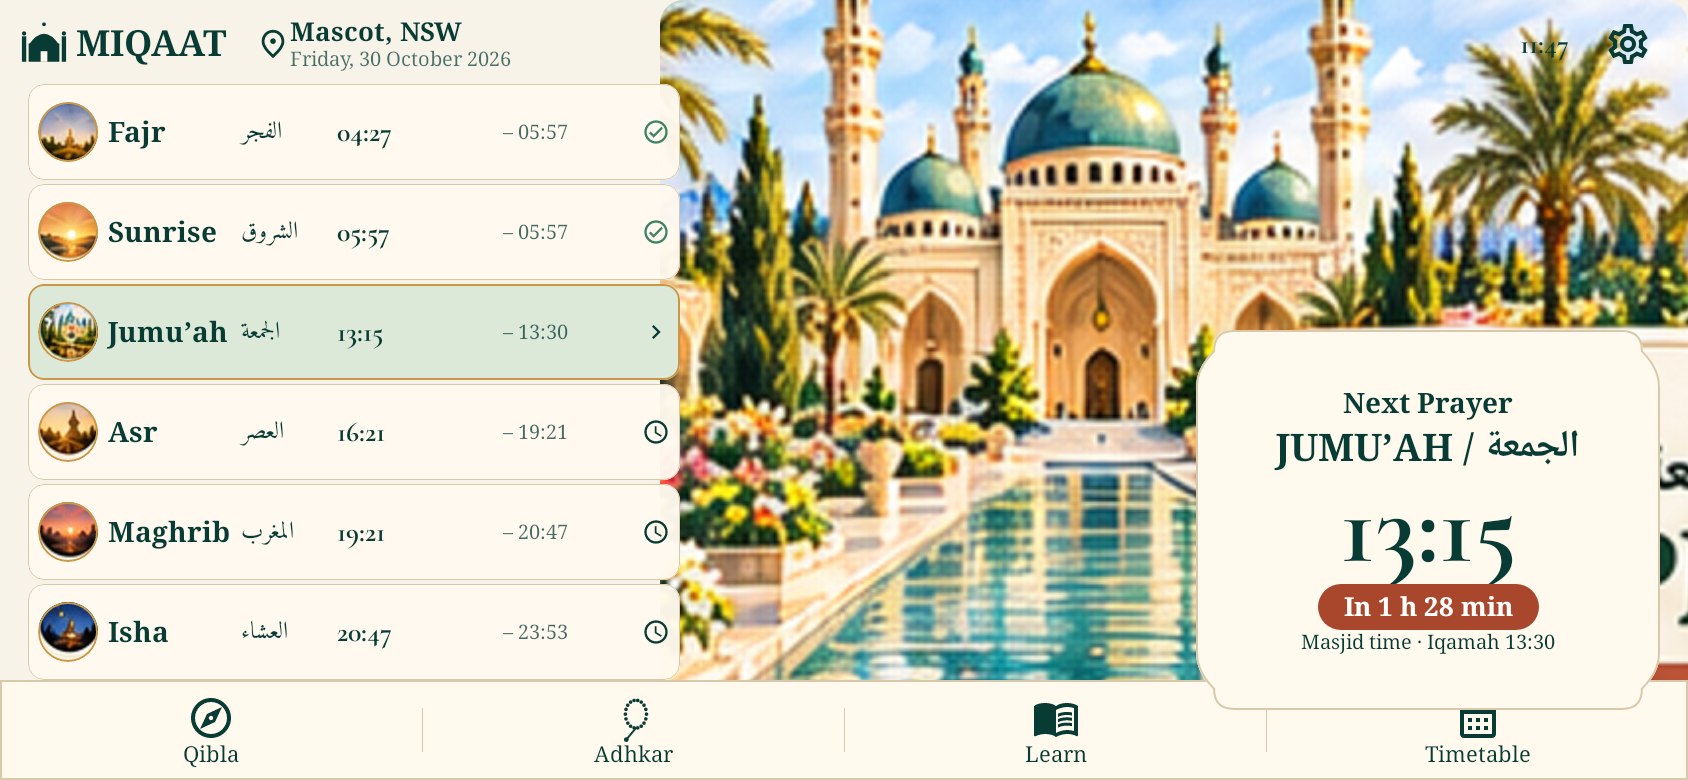 MIQAAT
Mascot, NSW
Friday, 30 October 2026
11:47
Fajr الفجر 04:27 – 05:57
Sunrise الشروق 05:57 – 05:57
Jumu’ah الجمعة 13:15 – 13:30
Asr العصر 16:21 – 19:21
Maghrib المغرب 19:21 – 20:47
Isha العشاء 20:47 – 23:53
Next Prayer
JUMU’AH / الجمعة
13:15
In 1 h 28 min
Masjid time · Iqamah 13:30
Qibla
Adhkar
Learn
Timetable